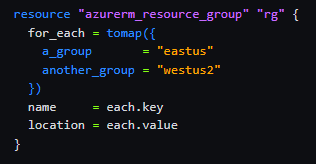 resource "azurerm_resource_group" "rg" {
  for_each = tomap({
    a_group       = "eastus"
    another_group = "westus2"
  })
  name     = each.key
  location = each.value
}